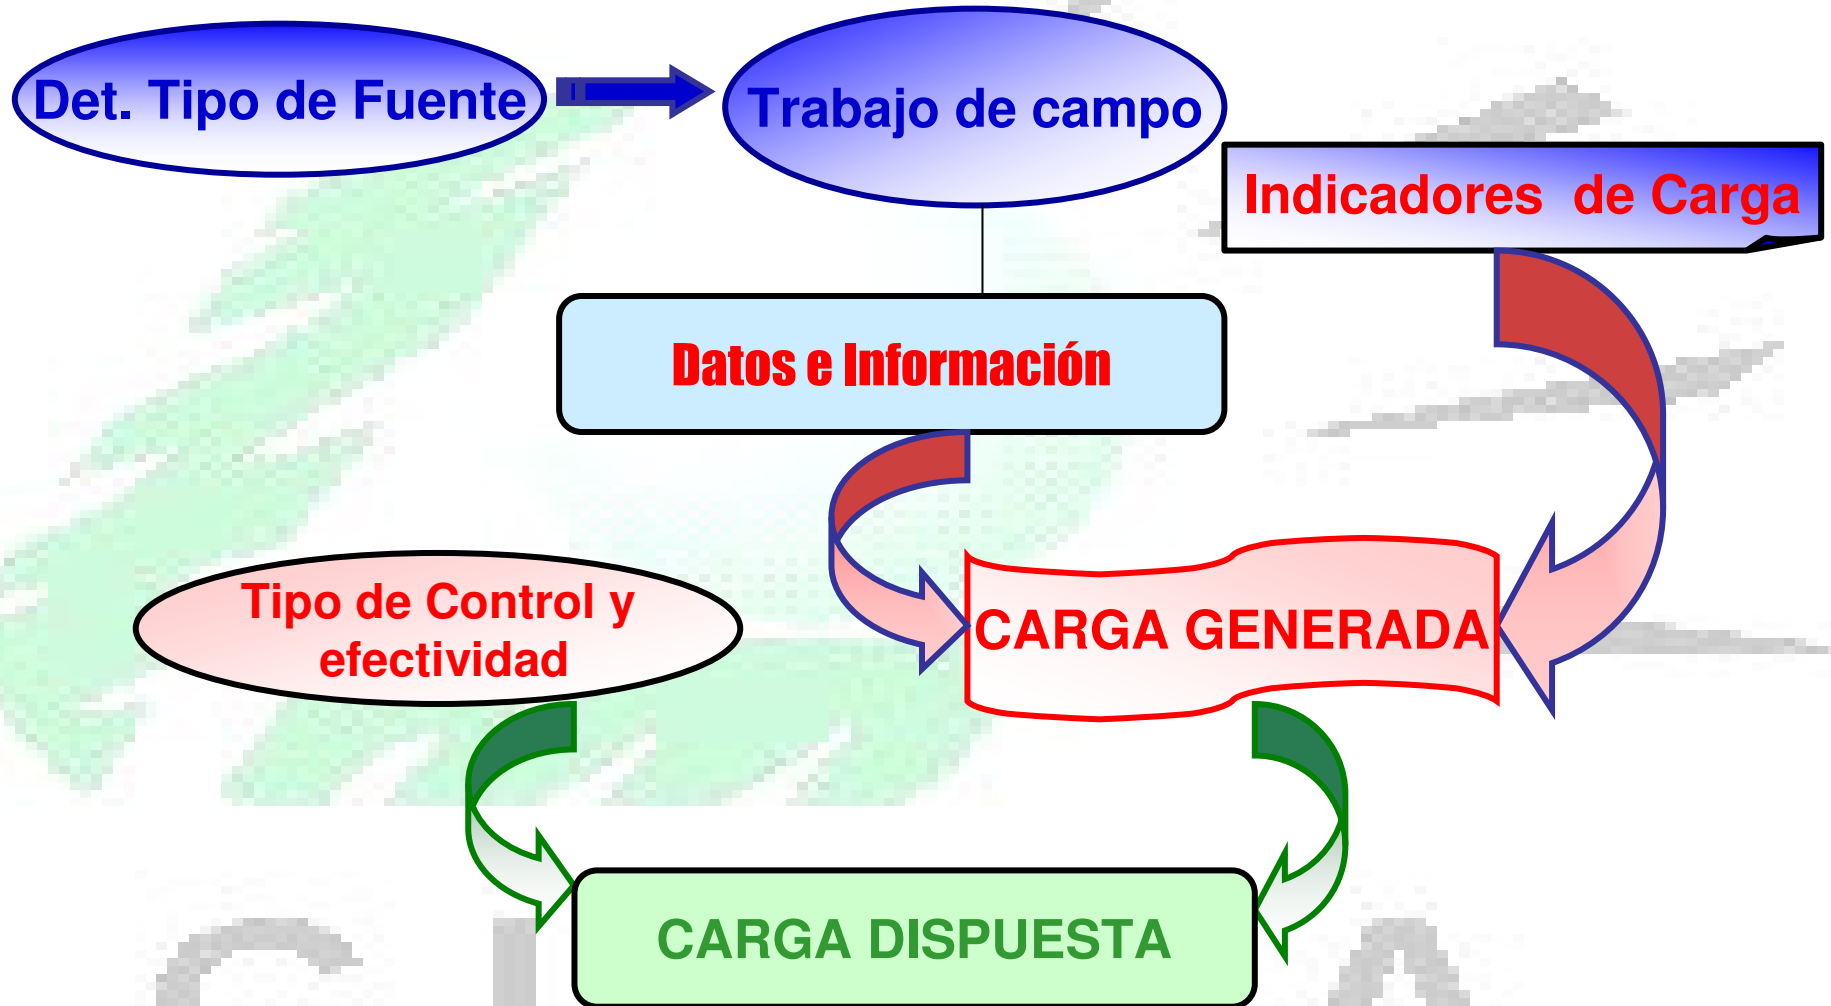 Det. Tipo de Fuente
Trabajo de campo
Indicadores de Carga
Datos e Información
Tipo de Control y
efectividad
CARGA GENERADA
CARGA DISPUESTA